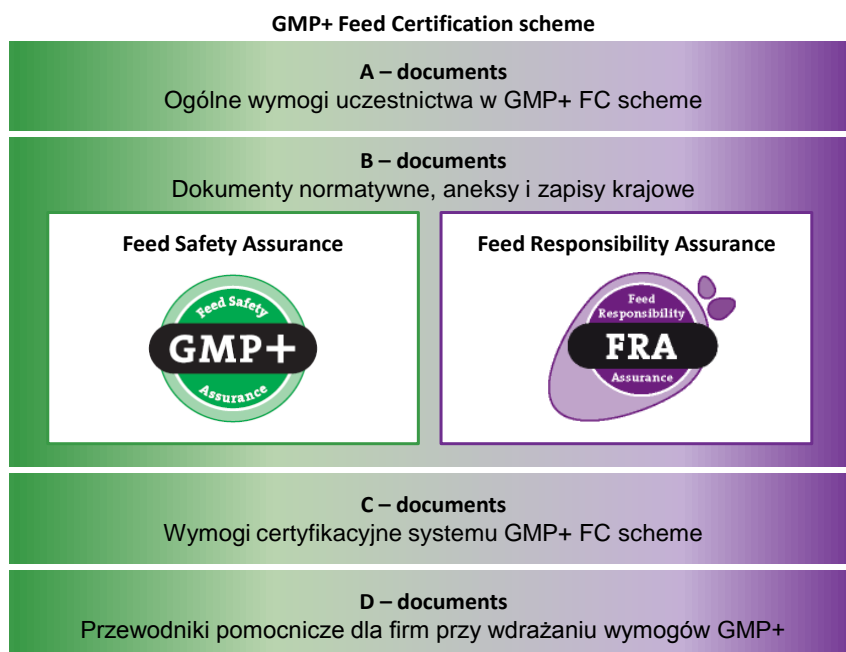 GMP+ Feed Certification scheme
A – documents
Ogólne wymogi uczestnictwa w GMP+ FC scheme
B – documents
Dokumenty normatywne, aneksy i zapisy krajowe
Feed Safety Assurance
Feed Safety
GMP+
Assurance
Feed Responsibility Assurance
Feed
Responsibility
FRA
Assurance
C – documents
Wymogi certyfikacyjne systemu GMP+ FC scheme
D – documents
Przewodniki pomocnicze dla firm przy wdrażaniu wymogów GMP+